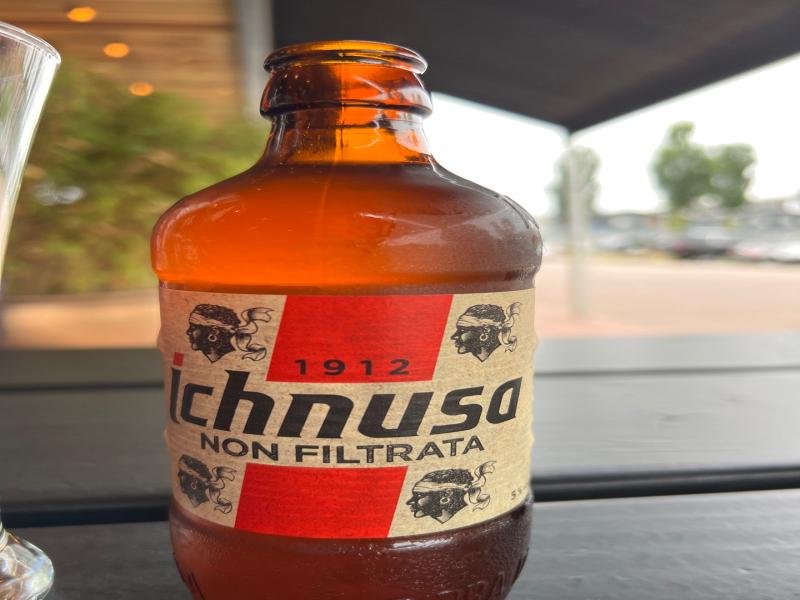 1912
ichnusa
NON FILTRATA